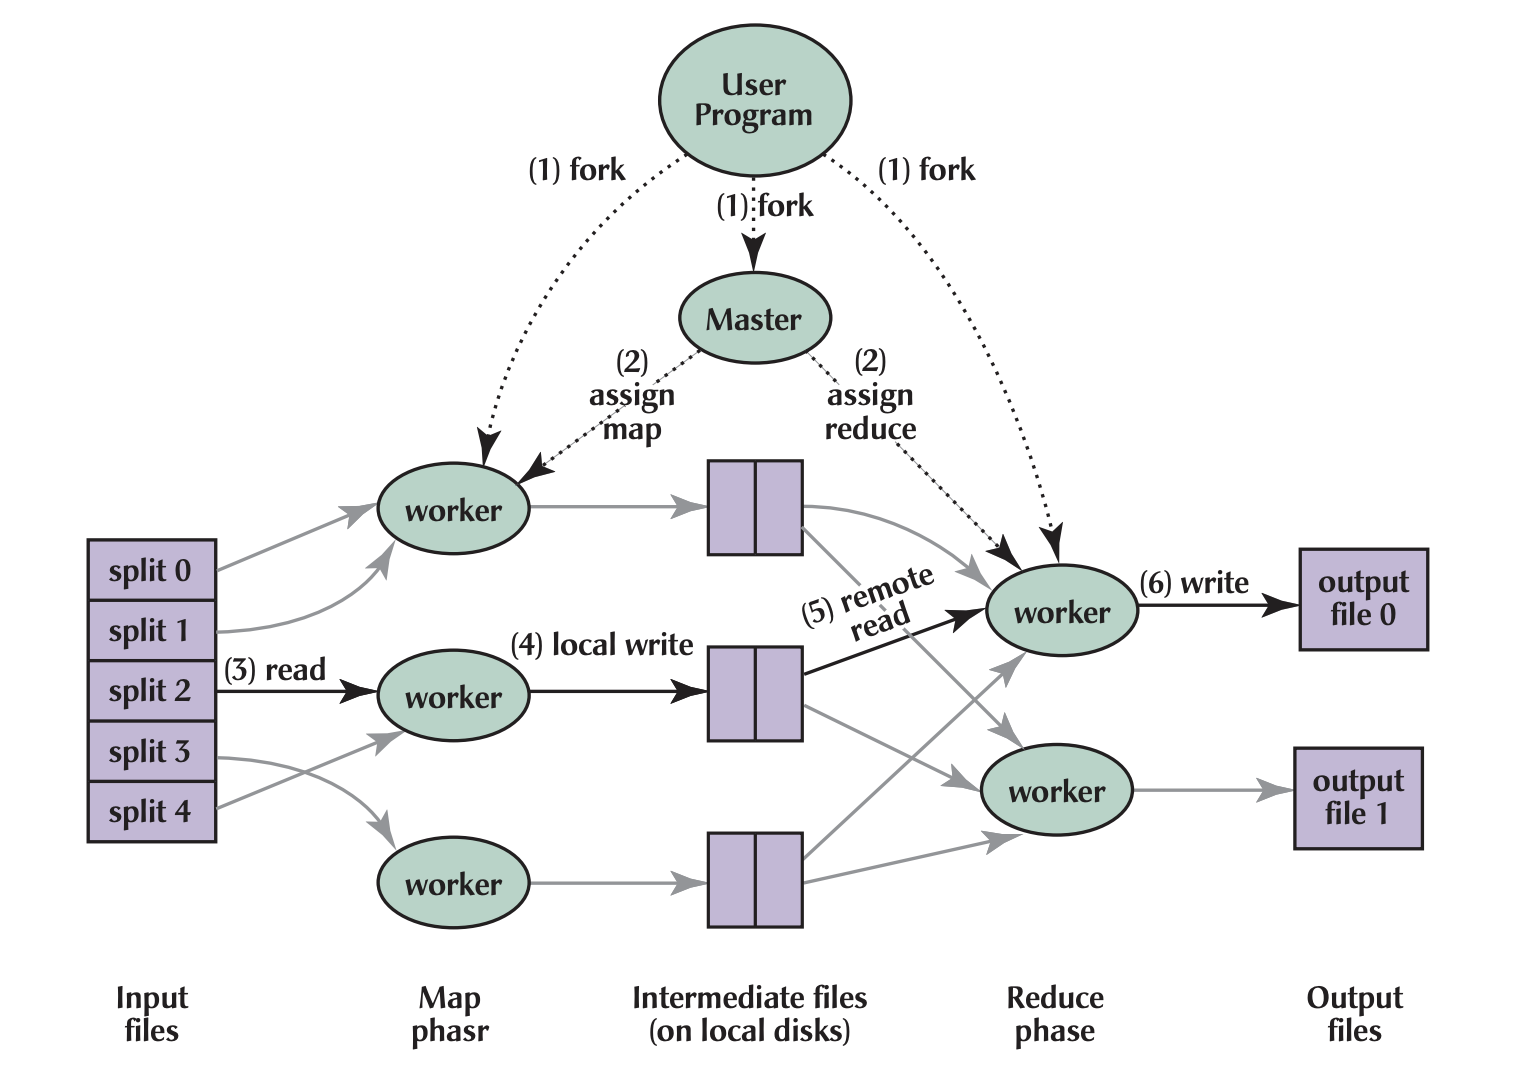 User
Program
(1) fork
(1) fork
(1) fork
Master
(2)
assign
map
(2)
assign
reduce
worker
split 0
split 1
split 2
split 3
split 4
(3) read
worker
(4) local write
(5) remote
read
worker
(6) write
output
file 0
worker
output
file 1
worker
Input
files
Map
phasr
Intermediate files
(on local disks)
Reduce
phase
Output
files